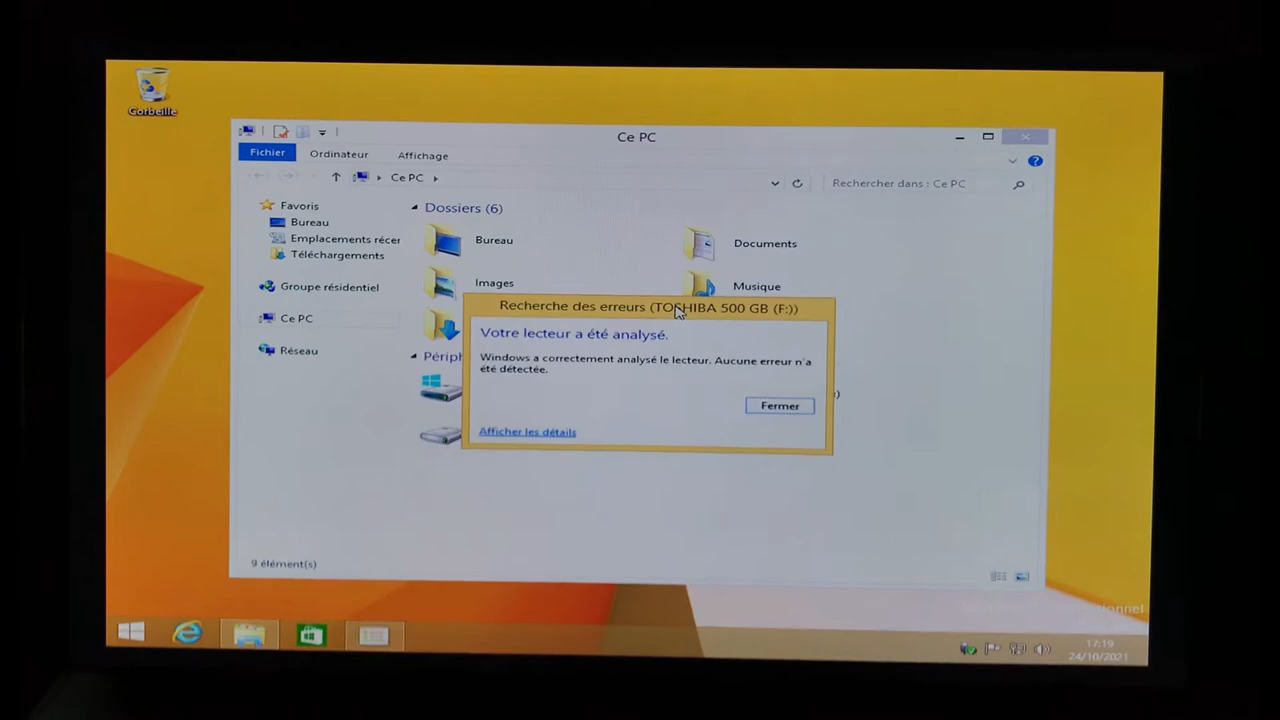 Corbeille
Ce PC
Fichier
Ordinateur
Affichage
Ce PC
Rechercher dans : Ce PC
Favoris
Bureau
Emplacements récer
Téléchargements
Groupe résidentiel
Ce PC
Réseau
Dossiers (6)
Bureau
Documents
Images
Musique
Périph
:)
Recherche des erreurs (TOSHIBA 500 GB (F:))
Votre lecteur a été analysé.
Windows a correctement analysé le lecteur. Aucune erreur n'a
été détectée.
Fermer
Afficher les détails
9 élément(s)
17:19
24/10/2021